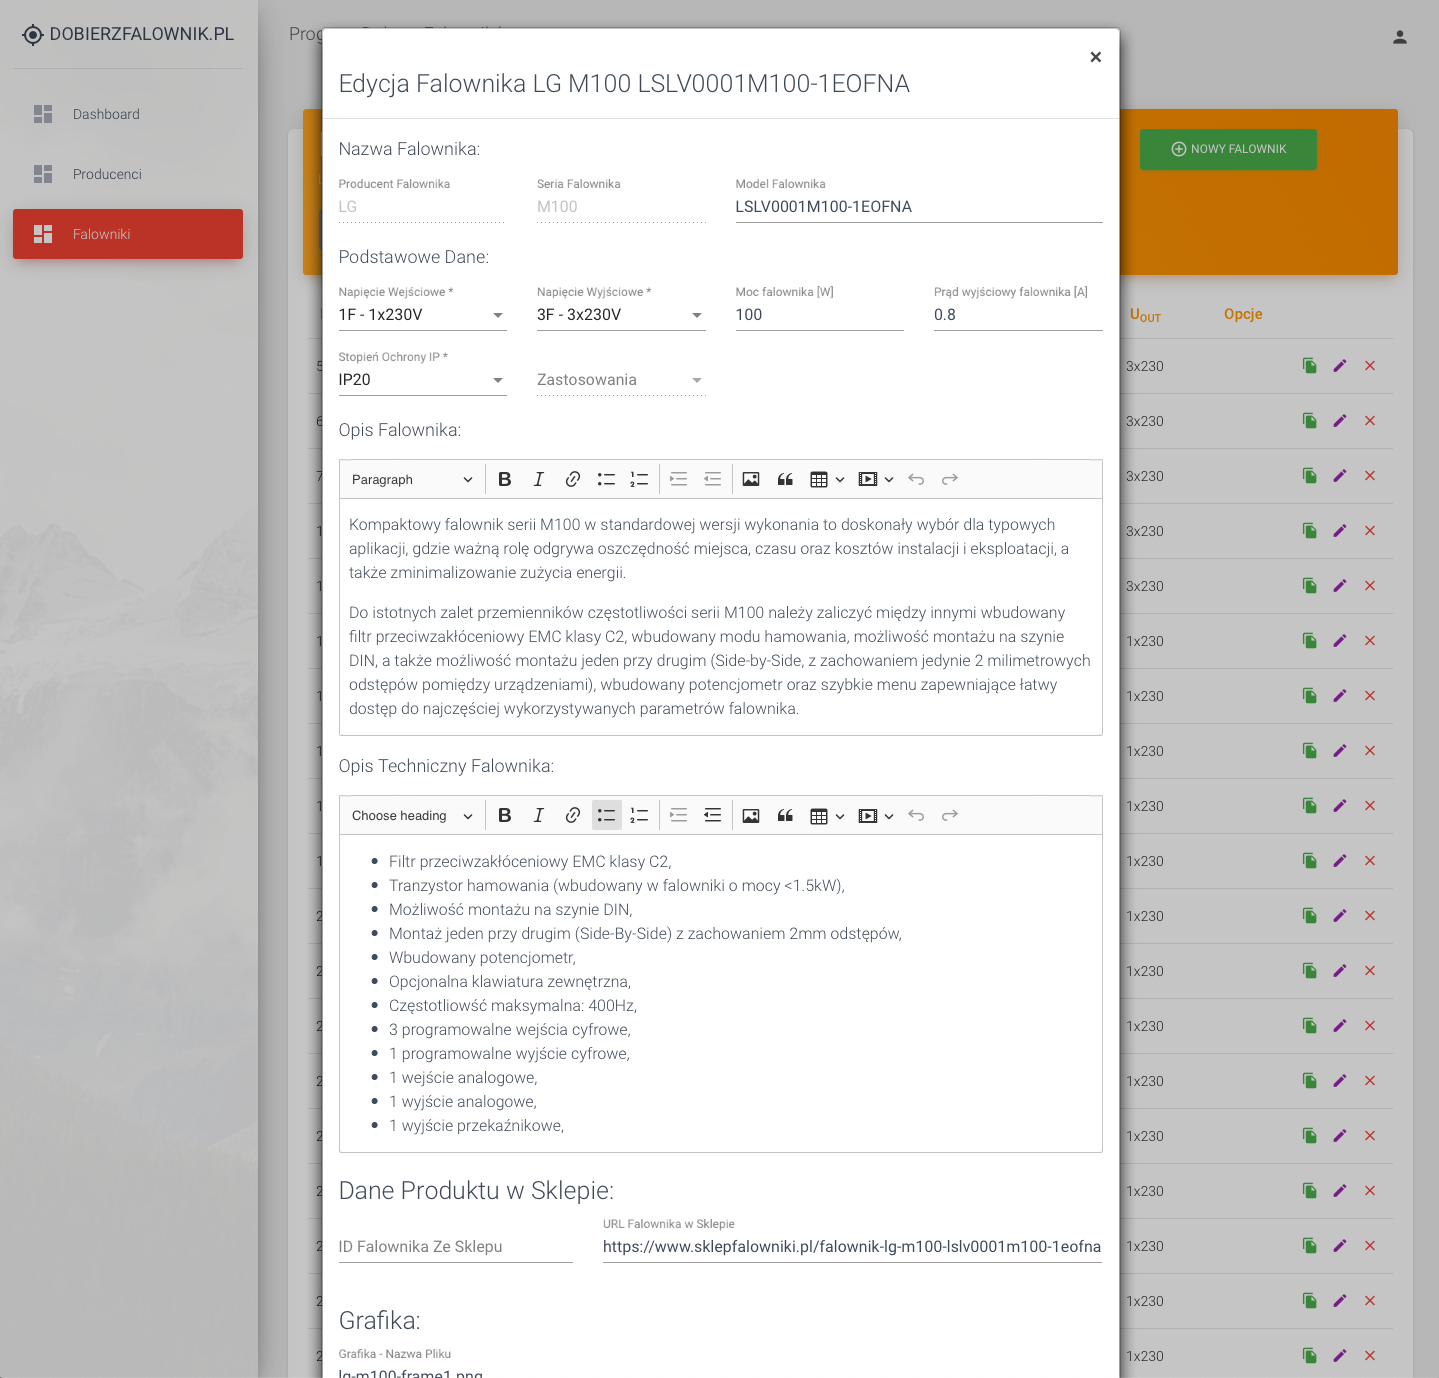 DOBIERZFALOWNIK.PL
Dashboard
Producenci
Falowniki
×
Edycja Falownika LG M100 LSLV0001M100-1EOFNA
NOWY FALOWNIK
Nazwa Falownika:
Producent Falownika
Seria Falownika
Model Falownika
LG
M100
LSLV0001M100-1EOFNA
Podstawowe Dane:
Napięcie Wejściowe *
Napięcie Wyjściowe *
Moc falownika [W]
Prąd wyjściowy falownika [A]
1F - 1x230V
3F - 3x230V
100
0.8
Stopień Ochrony IP *
IP20
Zastosowania
Opis Falownika:
Paragraph
Kompaktowy falownik serii M100 w standardowej wersji wykonania to doskonały wybór dla typowych
aplikacji, gdzie ważną rolę odgrywa oszczędność miejsca, czasu oraz kosztów instalacji i eksploatacji, a
także zminimalizowanie zużycia energii.
Do istotnych zalet przemienników częstotliwości serii M100 należy zaliczyć między innymi wbudowany
filtr przeciwzakłóceniowy EMC klasy C2, wbudowany modu hamowania, możliwość montażu na szynie
DIN, a także możliwość montażu jeden przy drugim (Side-by-Side, z zachowaniem jedynie 2 milimetrowych
odstępów pomiędzy urządzeniami), wbudowany potencjometr oraz szybkie menu zapewniające łatwy
dostęp do najczęściej wykorzystywanych parametrów falownika.
Opis Techniczny Falownika:
Choose heading
Filtr przeciwzakłóceniowy EMC klasy C2,
Tranzystor hamowania (wbudowany w falowniki o mocy <1.5kW),
Możliwość montażu na szynie DIN,
Montaż jeden przy drugim (Side-By-Side) z zachowaniem 2mm odstępów,
Wbudowany potencjometr,
Opcjonalna klawiatura zewnętrzna,
Częstotliowść maksymalna: 400Hz,
3 programowalne wejścia cyfrowe,
1 programowalne wyjście cyfrowe,
1 wejście analogowe,
1 wyjście analogowe,
1 wyjście przekaźnikowe,
Dane Produktu w Sklepie:
URL Falownika w Sklepie
ID Falownika Ze Sklepu
https://www.sklepfalowniki.pl/falownik-lg-m100-lslv0001m100-1eofna
Grafika:
Grafika - Nazwa Pliku
lg-m100-frame1.png
UOUT
Opcje
3x230
3x230
3x230
3x230
3x230
1x230
1x230
1x230
1x230
1x230
1x230
1x230
1x230
1x230
1x230
1x230
1x230
1x230
1x230